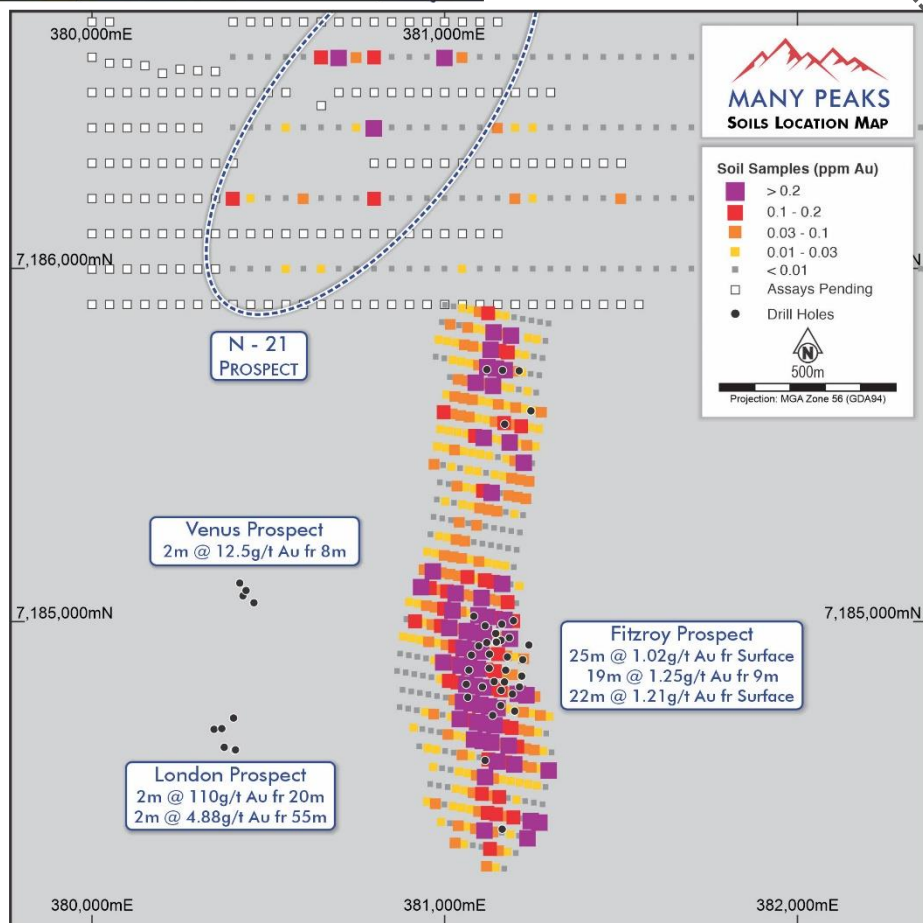 380,000mE
381,000mE
MANY PEAKS
SOILS LOCATION MAP
Soil Samples (ppm Au)
> 0.2
0.1 - 0.2
0.03 - 0.1
0.01 - 0.03
< 0.01
Assays Pending
Drill Holes
N
500m
Projection: MGA Zone 56 (GDA94)
7,186,000mN
N - 21
PROSPECT
Venus Prospect
2m @ 12.5g/t Au fr 8m
7,185,000mN
7,185,000mN
Fitzroy Prospect
25m @ 1.02g/t Au fr Surface
19m @ 1.25g/t Au fr 9m
22m @ 1.21g/t Au fr Surface
London Prospect
2m @ 110g/t Au fr 20m
2m @ 4.88g/t Au fr 55m
380,000mE
381,000mE
382,000mE